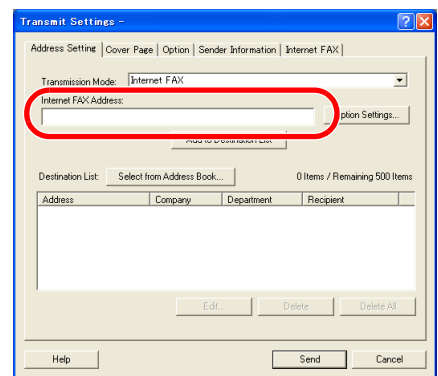 Transmit Settings -
Address Setting Cover Page Option Sender Information Internet FAX
Transmission Mode: Internet FAX
Internet FAX Address:
Option Settings...
Add to Destination List
Destination List: Select from Address Book... 0 Items / Remaining 500 Items
Address Company Department Recipient
Edit... Delete Delete All
Help Send Cancel